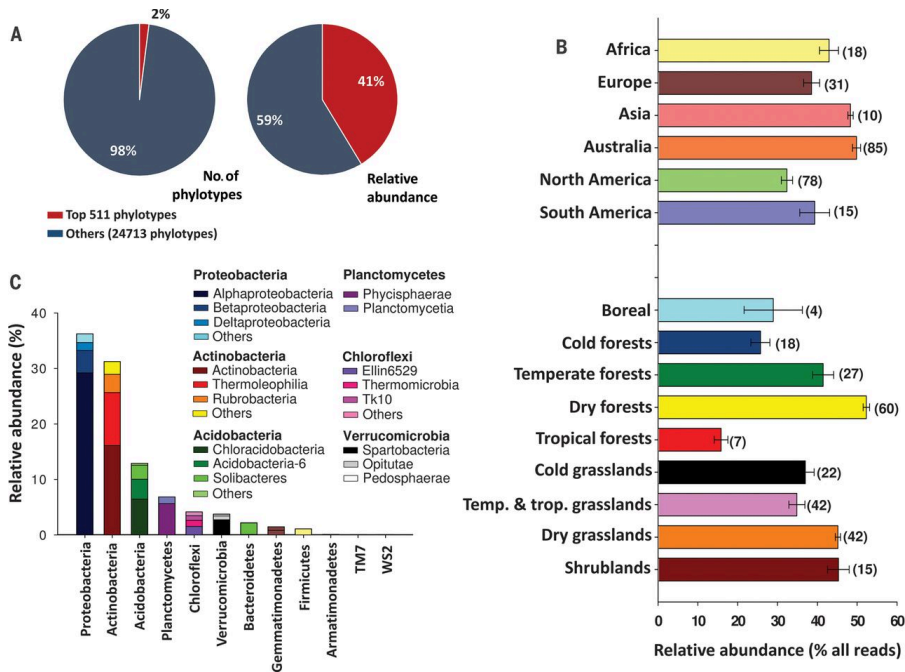 A
2%
98%
No. of
phylotypes
59%
41%
Relative
abundance
Top 511 phylotypes
Others (24713 phylotypes)
B
Africa (18)
Europe (31)
Asia (10)
Australia (85)
North America (78)
South America (15)
Boreal (4)
Cold forests (18)
Temperate forests (27)
Dry forests (60)
Tropical forests (7)
Cold grasslands (22)
Temp. & trop. grasslands (42)
Dry grasslands (42)
Shrublands (15)
0 10 20 30 40 50 60
Relative abundance (% all reads)
C
Relative abundance (%)
40
30
20
10
0
Proteobacteria
Alphaproteobacteria
Betaproteobacteria
Deltaproteobacteria
Others
Actinobacteria
Actinobacteria
Thermoleophilia
Rubrobacteria
Others
Acidobacteria
Chloracidobacteria
Acidobacteria-6
Solibacteres
Others
Planctomycetes
Phycisphaerae
Planctomycetia
Chloroflexi
Ellin6529
Thermomicrobia
Tk10
Others
Verrucomicrobia
Spartobacteria
Opitutae
Pedosphaerae
Proteobacteria
Actinobacteria
Acidobacteria
Planctomycetes
Chloroflexi
Verrucomicrobia
Bacteroidetes
Gemmatimonadetes
Firmicutes
Armatimonadetes
TM7
WS2